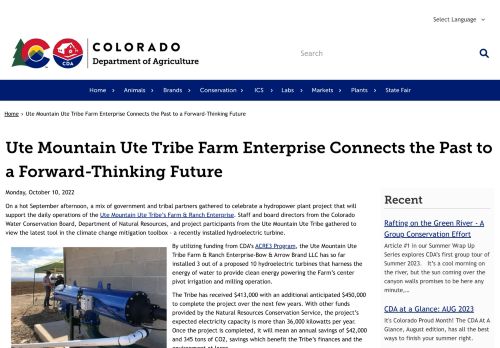 Select Language
COLORADO
Department of Agriculture
CO
CDA
Search
Home
Animals
Brands
Conservation
ICS
Labs
Markets
Plants
State Fair
Home › Ute Mountain Ute Tribe Farm Enterprise Connects the Past to a Forward-Thinking Future
Ute Mountain Ute Tribe Farm Enterprise Connects the Past to
a Forward-Thinking Future
Monday, October 10, 2022
On a hot September afternoon, a mix of government and tribal partners gathered to celebrate a hydropower plant project that will
support the daily operations of the Ute Mountain Ute Tribe's Farm & Ranch Enterprise. Staff and board directors from the Colorado
Water Conservation Board, Department of Natural Resources, and project participants from the Ute Mountain Ute Tribe gathered to
view the latest tool in the climate change mitigation toolbox - a recently installed hydroelectric turbine.
By utilizing funding from CDA's ACRE3 Program, the Ute Mountain Ute
Tribe Farm & Ranch Enterprise-Bow & Arrow Brand LLC has so far
installed 3 out of a proposed 10 hydroelectric turbines that harness the
energy of water to provide clean energy powering the Farm's center
pivot irrigation and milling operation.
The Tribe has received $413,000 with an additional anticipated $450,000
to complete the project over the next few years. With other funds
provided by the Natural Resources Conservation Service, the project's
expected electricity capacity is more than 36,000 kilowatts per year.
Once the project is completed, it will mean an annual savings of $42,000
and 345 tons of CO2, savings which benefit the Tribe's finances and the
Recent
Rafting on the Green River - A
Group Conservation Effort
Article #1 in our Summer Wrap Up
Series explores CDA's first group tour of
Summer 2023. It's a cool morning on
the river, but the sun coming over the
canyon walls promises to be here any
minute,...
CDA at a Glance: AUG 2023
It's Colorado Proud Month! The CDA At A
Glance, August edition, has all the best
ways to finish your summer right.